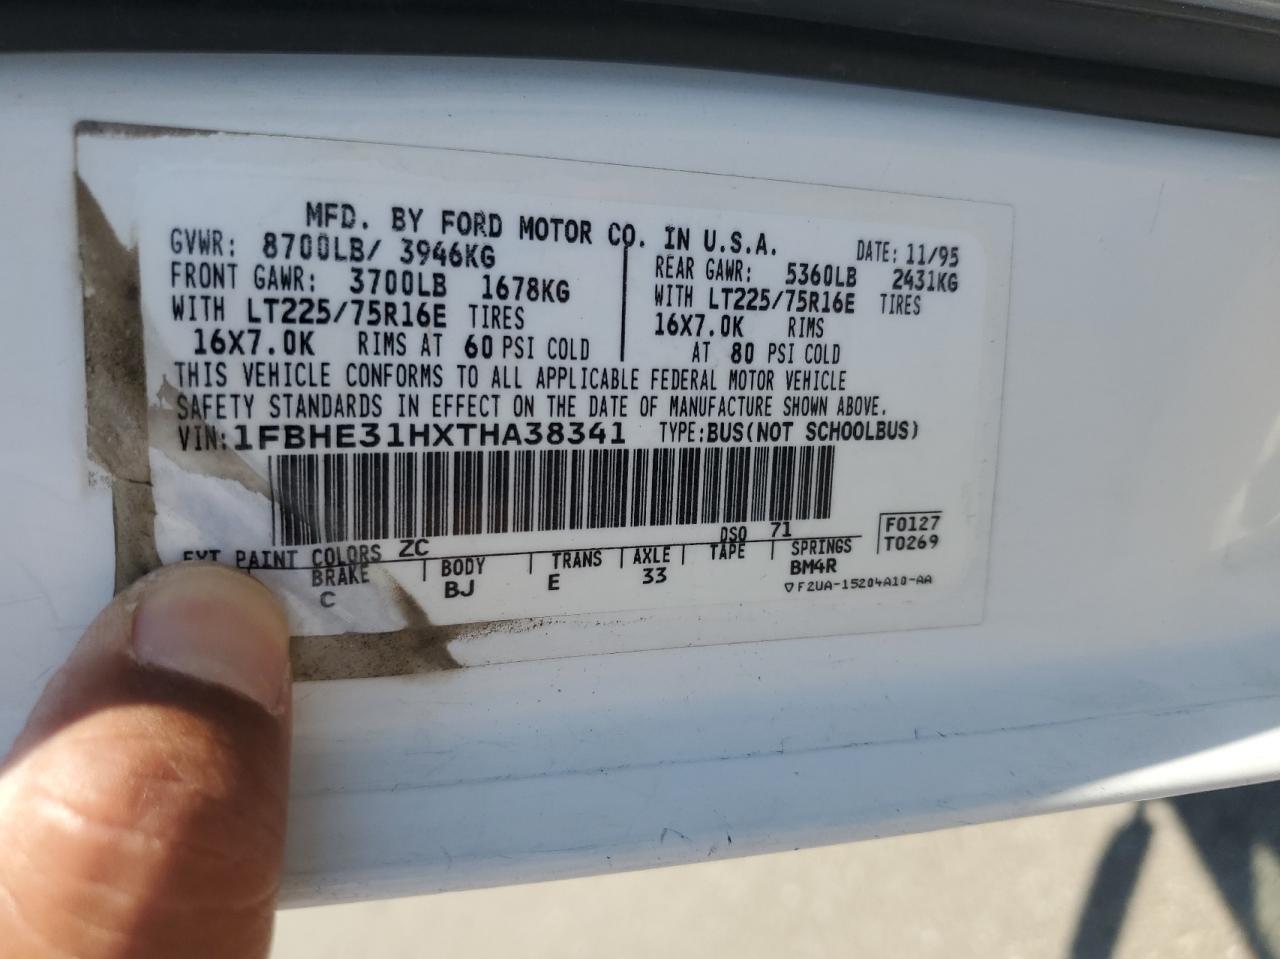 MFD. BY FORD MOTOR CO. IN U.S.A.
GVWR: 8700LB/ 3946KG DATE: 11/95
FRONT GAWR: 3700LB 1678KG REAR GAWR: 5360LB 2431KG
WITH LT225/75R16E TIRES WITH LT225/75R16E TIRES
16X7.0K RIMS AT 60 PSI COLD 16X7.0K RIMS AT 80 PSI COLD
THIS VEHICLE CONFORMS TO ALL APPLICABLE FEDERAL MOTOR VEHICLE
SAFETY STANDARDS IN EFFECT ON THE DATE OF MANUFACTURE SHOWN ABOVE.
VIN: 1FBHE31HXTHA38341 TYPE: BUS(NOT SCHOOLBUS)
EXT PAINT COLORS ZC DSO 71 F0127
BRAKE BODY TRANS AXLE TAPE SPRINGS T0269
C BJ E 33 BM4R
F2UA-15204A10-AA